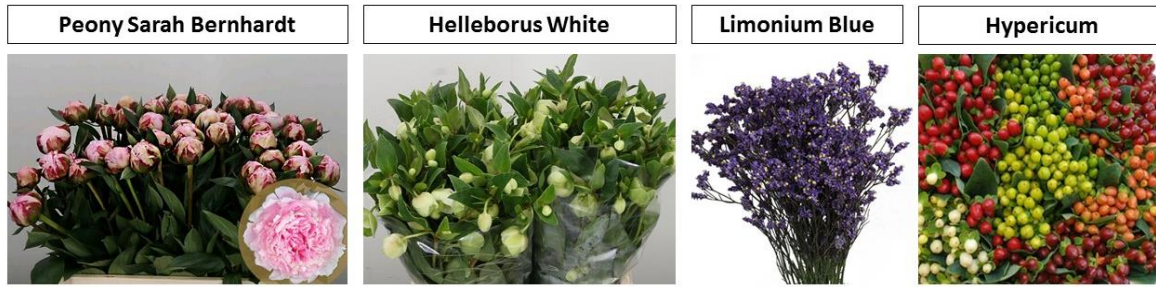 Peony Sarah Bernhardt
Helleborus White
Limonium Blue
Hypericum